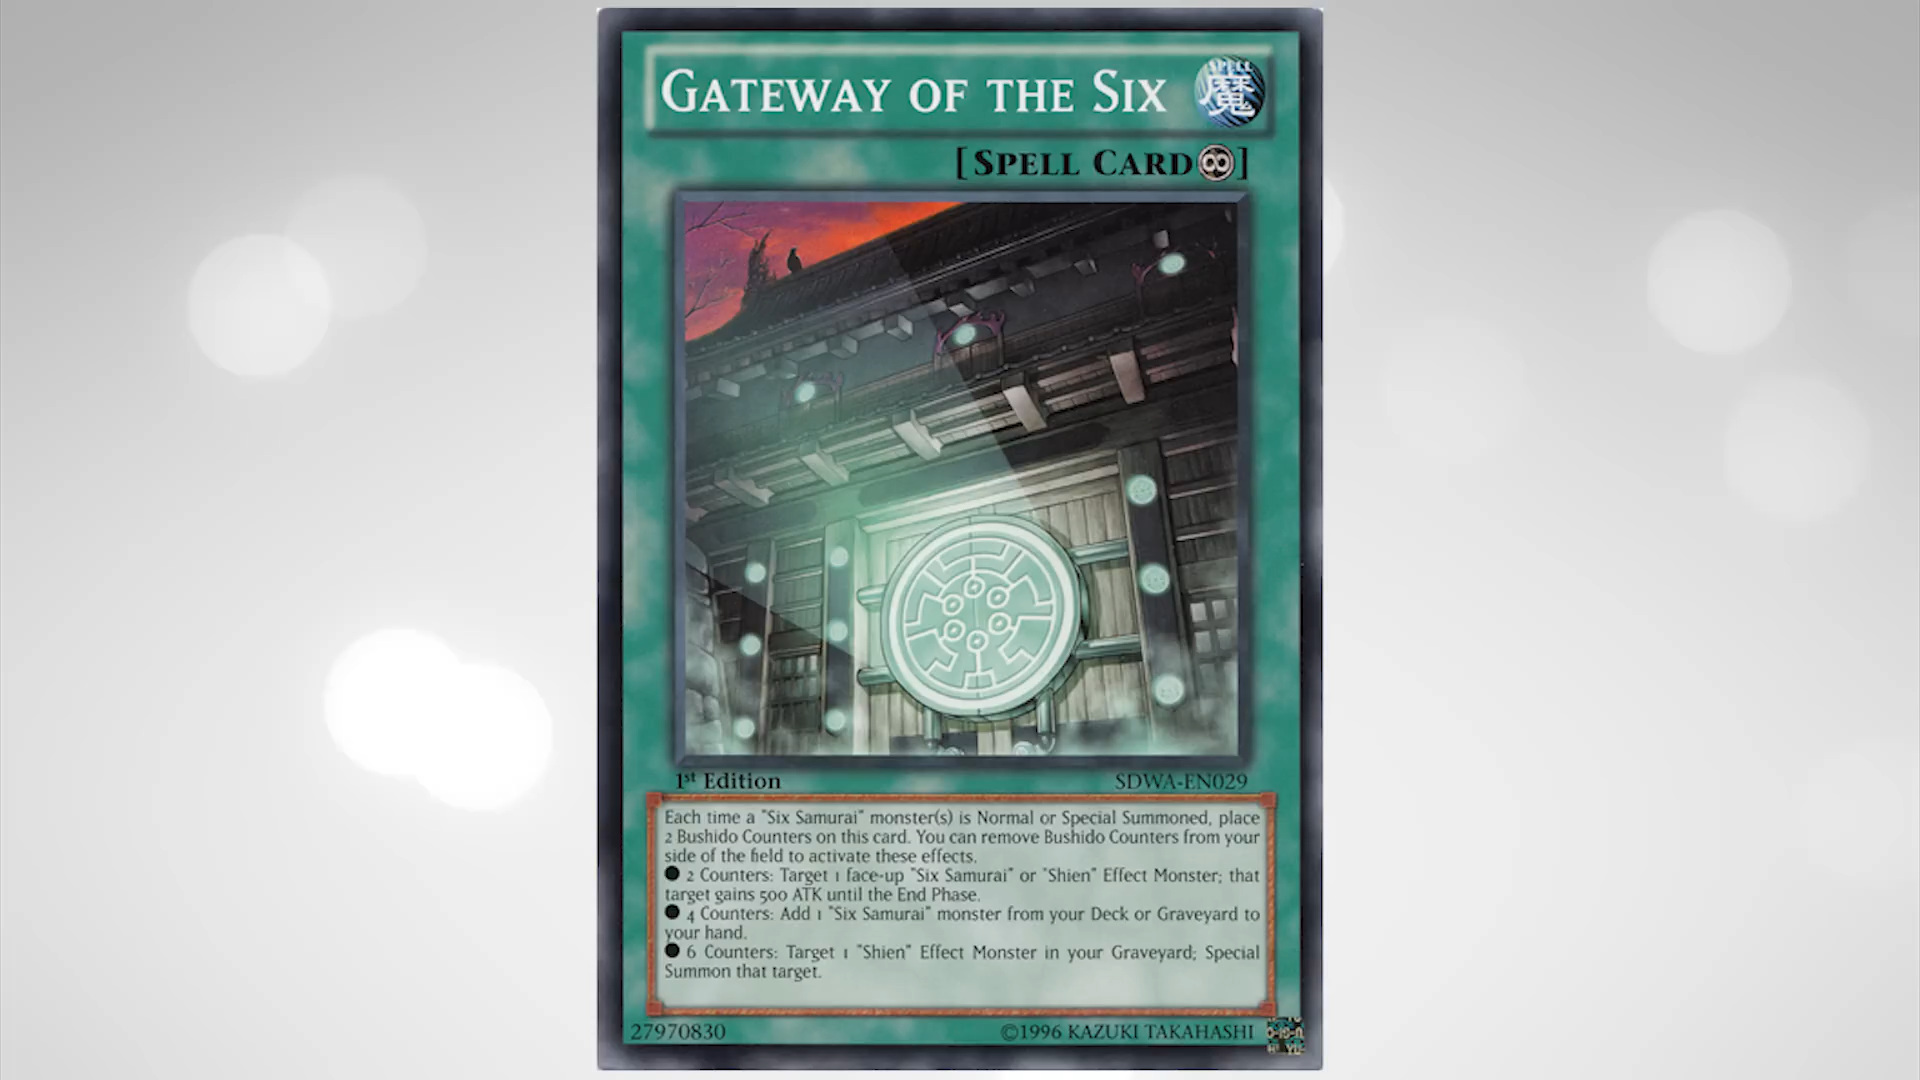 Gateway of the Six
SPELL
魔
[Spell Card]
1st Edition
SDWA-EN029
Each time a "Six Samurai" monster(s) is Normal or Special Summoned, place
2 Bushido Counters on this card. You can remove Bushido Counters from your
side of the field to activate these effects.
● 2 Counters: Target 1 face-up "Six Samurai" or "Shien" Effect Monster; that
target gains 500 ATK until the End Phase.
● 4 Counters: Add 1 "Six Samurai" monster from your Deck or Graveyard to
your hand.
● 6 Counters: Target 1 "Shien" Effect Monster in your Graveyard; Special
Summon that target.
27970830
©1996 KAZUKI TAKAHASHI